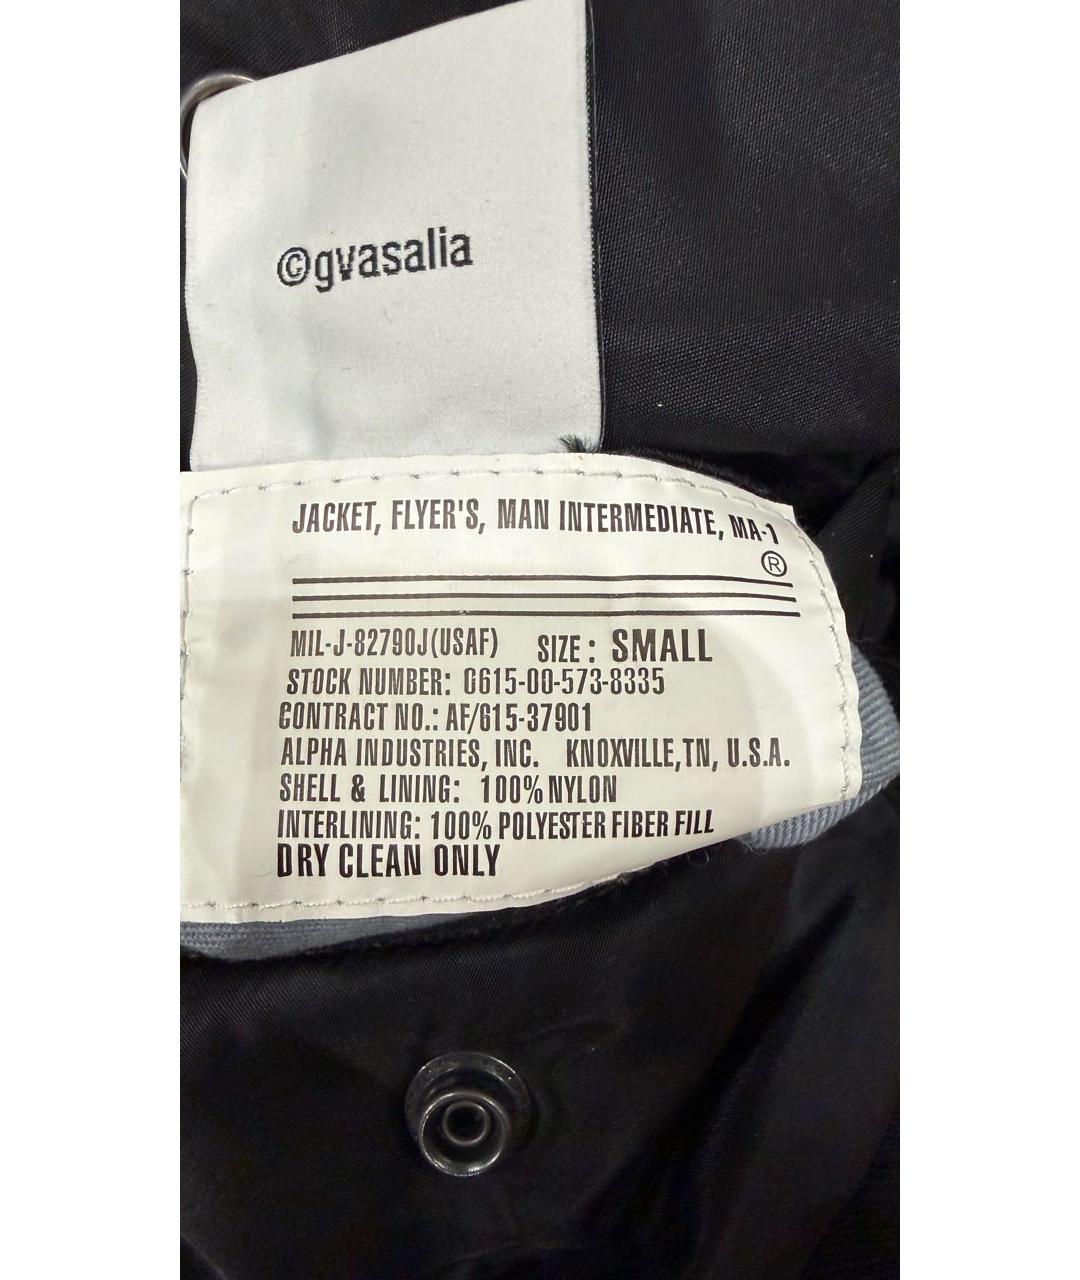 ©gvasalia
JACKET, FLYER'S, MAN INTERMEDIATE, MA-1
®
MIL-J-82790J(USAF) SIZE: SMALL
STOCK NUMBER: 0615-00-573-8335
CONTRACT NO.: AF/615-37901
ALPHA INDUSTRIES, INC. KNOXVILLE,TN, U.S.A.
SHELL & LINING: 100% NYLON
INTERLINING: 100% POLYESTER FIBER FILL
DRY CLEAN ONLY